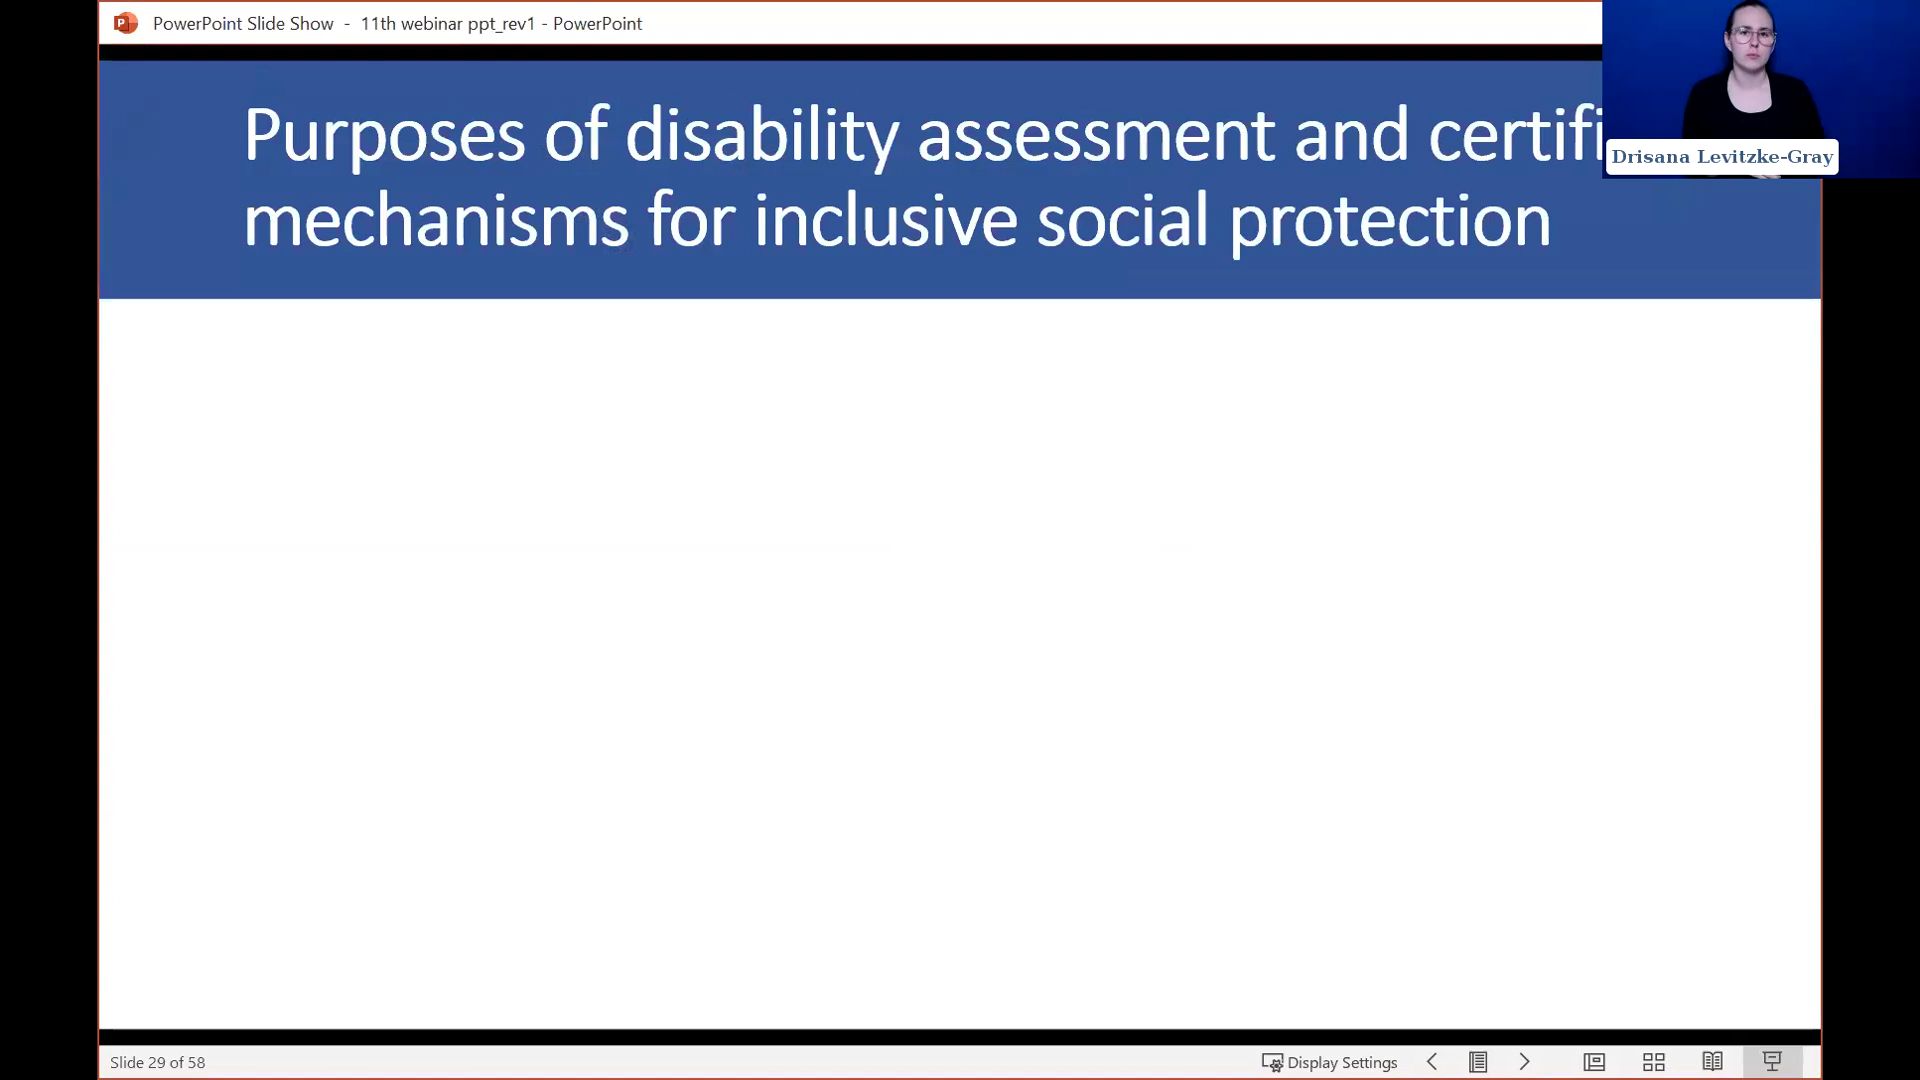 PowerPoint Slide Show - 11th webinar ppt_rev1 - PowerPoint
Purposes of disability assessment and certifi
mechanisms for inclusive social protection
Drisana Levitzke-Gray
Slide 29 of 58
Display Settings